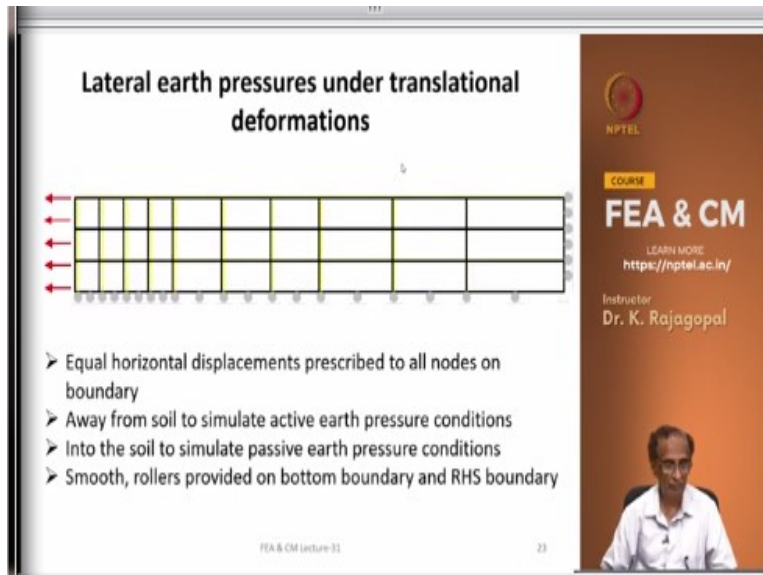 Lateral earth pressures under translational
deformations
➤ Equal horizontal displacements prescribed to all nodes on
boundary
➤ Away from soil to simulate active earth pressure conditions
➤ Into the soil to simulate passive earth pressure conditions
➤ Smooth, rollers provided on bottom boundary and RHS boundary
FEA & CM Lecture-31
23
NPTEL
COURSE
FEA & CM
LEARN MORE
https://nptel.ac.in/
Instructor
Dr. K. Rajagopal